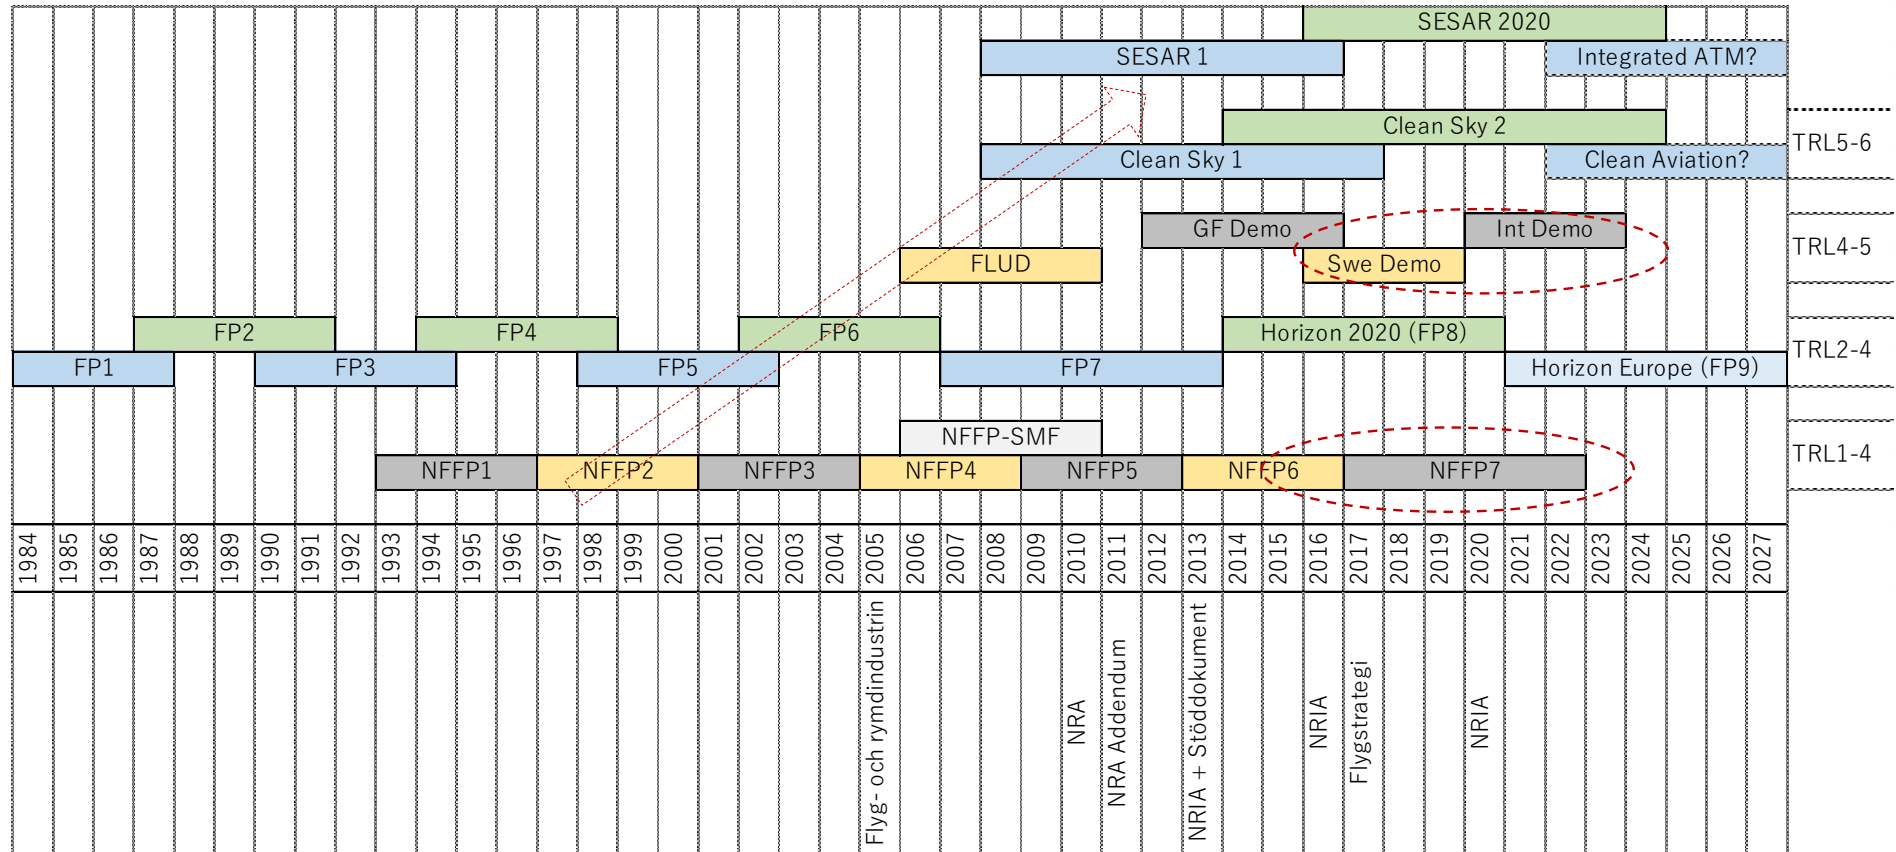 SESAR 2020
SESAR 1
Integrated ATM?
Clean Sky 2
Clean Sky 1
Clean Aviation?
TRL5-6
GF Demo
Int Demo
FLUD
Swe Demo
TRL4-5
FP2
FP4
FP6
Horizon 2020 (FP8)
FP1
FP3
FP5
FP7
Horizon Europe (FP9)
TRL2-4
NFFP-SMF
NFFP1
NFFP2
NFFP3
NFFP4
NFFP5
NFFP6
NFFP7
TRL1-4
1984
1985
1986
1987
1988
1989
1990
1991
1992
1993
1994
1995
1996
1997
1998
1999
2000
2001
2002
2003
2004
2005
2006
2007
2008
2009
2010
2011
2012
2013
2014
2015
2016
2017
2018
2019
2020
2021
2022
2023
2024
2025
2026
2027
Flyg- och rymdindustrin
NRA
NRA Addendum
NRIA + Stöddokument
NRIA
Flygstrategi
NRIA